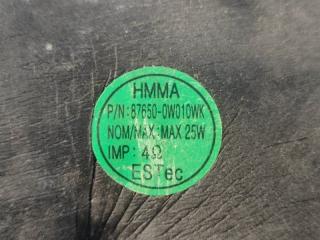 HMMA
P/N:87650-0W010WK
NOM/MAX:MAX 25W
IMP: 4Ω
ESTec